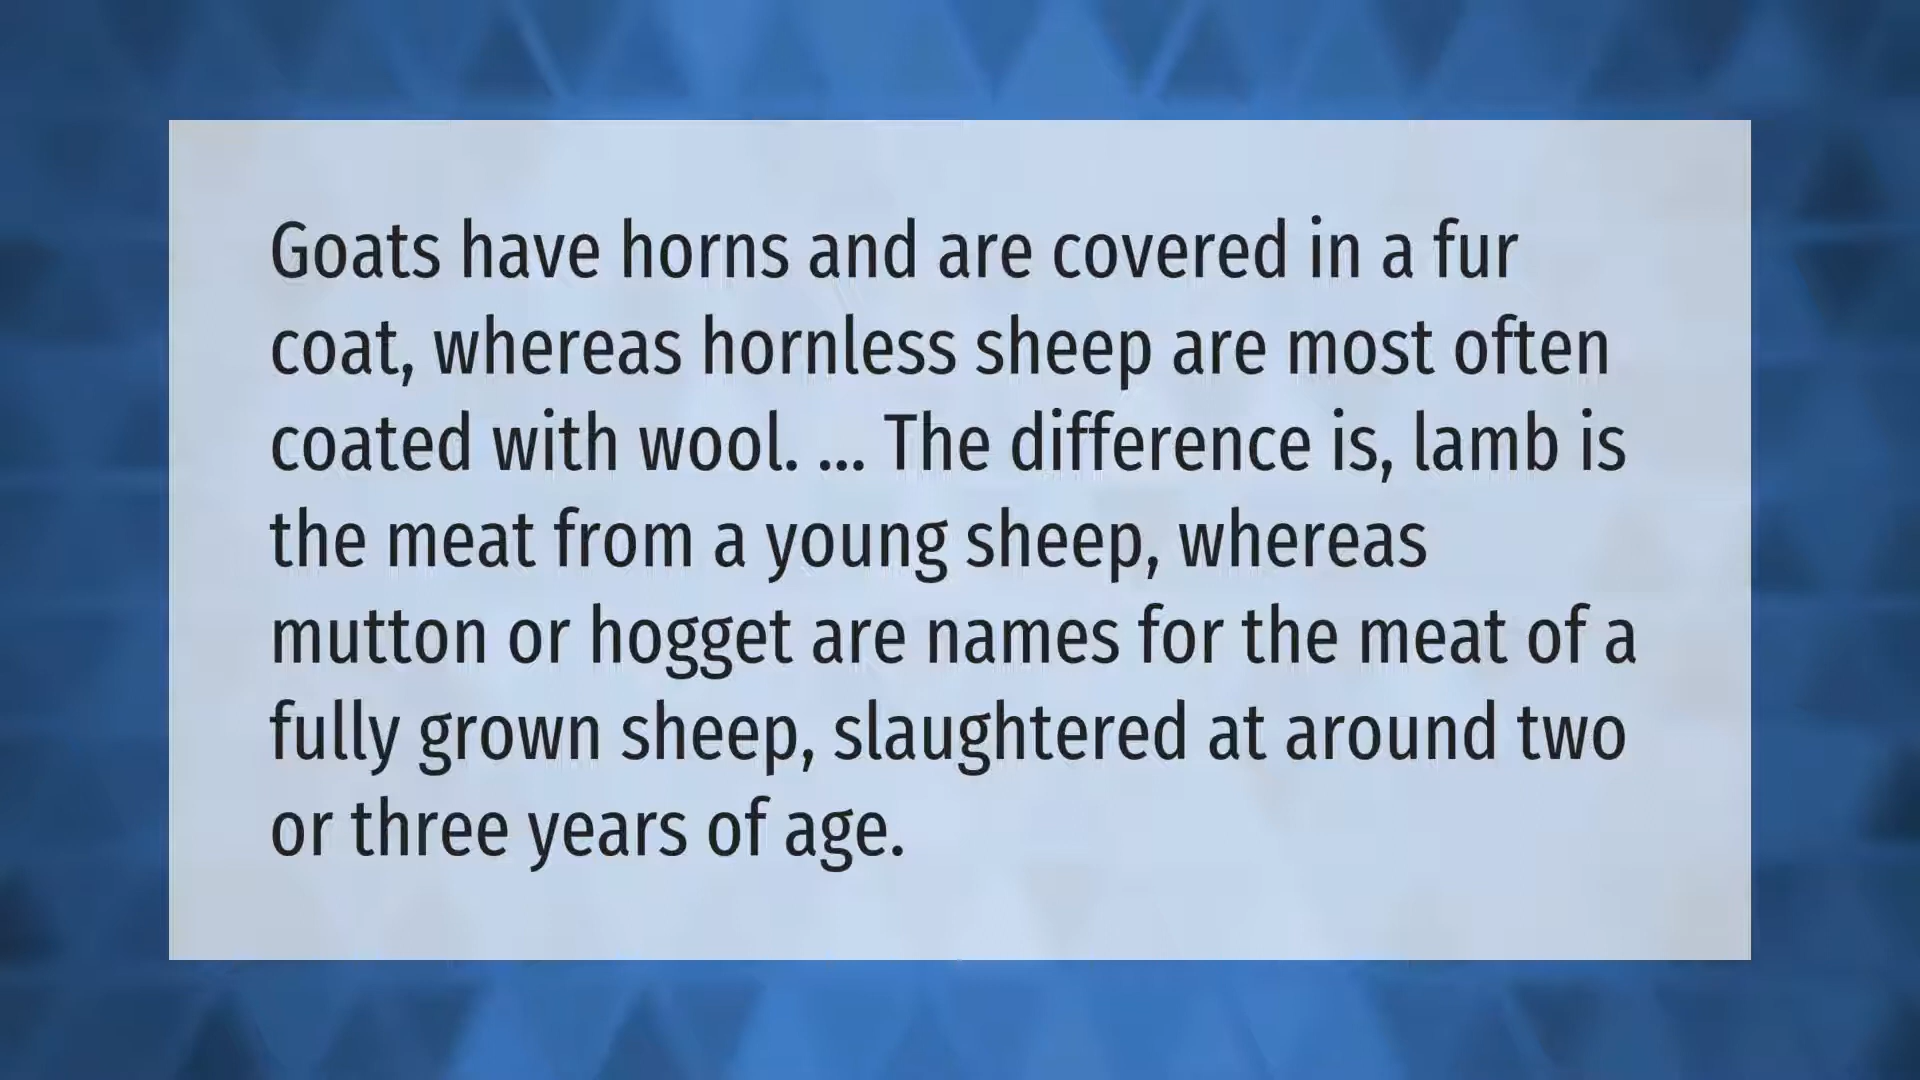 Goats have horns and are covered in a fur
coat, whereas hornless sheep are most often
coated with wool. ... The difference is, lamb is
the meat from a young sheep, whereas
mutton or hogget are names for the meat of a
fully grown sheep, slaughtered at around two
or three years of age.